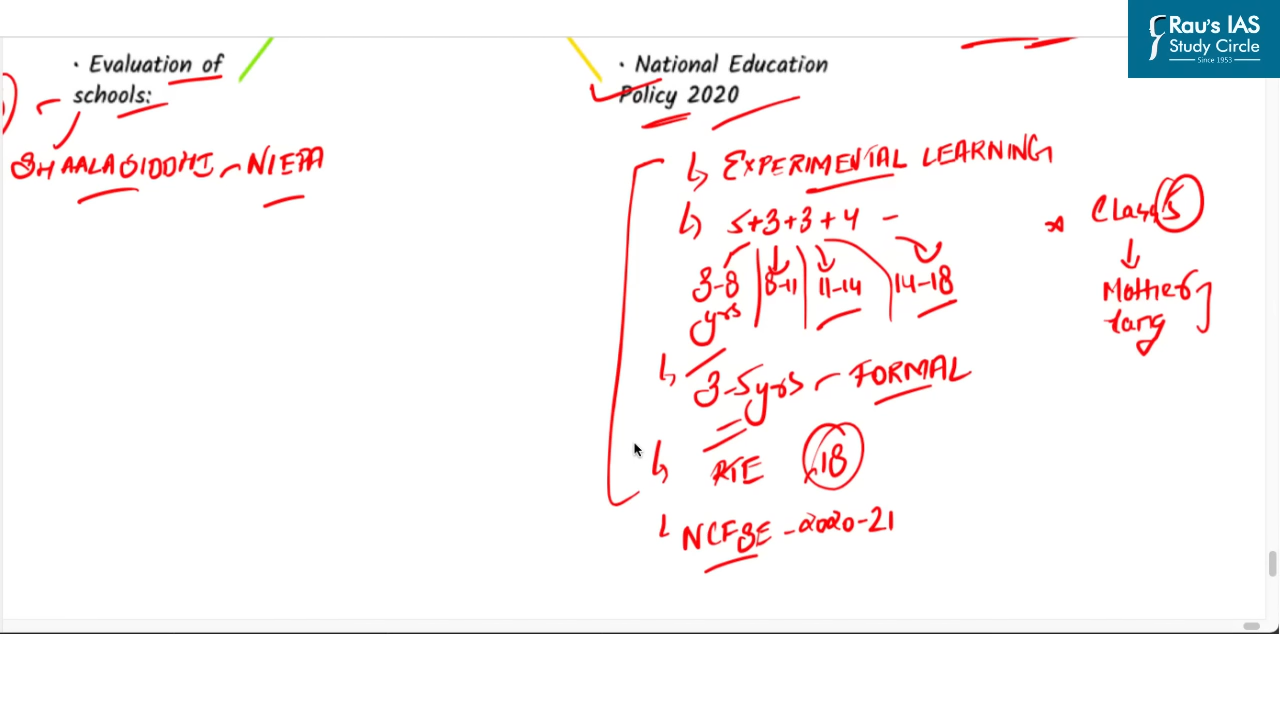 Rau's IAS
Study Circle
Since 1953
· Evaluation of
schools:
SHAALASIDDHI - NIEPA
· National Education
Policy 2020
↳ EXPERIMENTAL LEARNING
↳ 5+3+3+4 -
3-8 yrs | 8-11 | 11-14 | 14-18
↳ 3-5 yrs - FORMAL
↳ RTE 18
↳ NCFSE - 2020-21
* Class 5
↓
Mother
lang